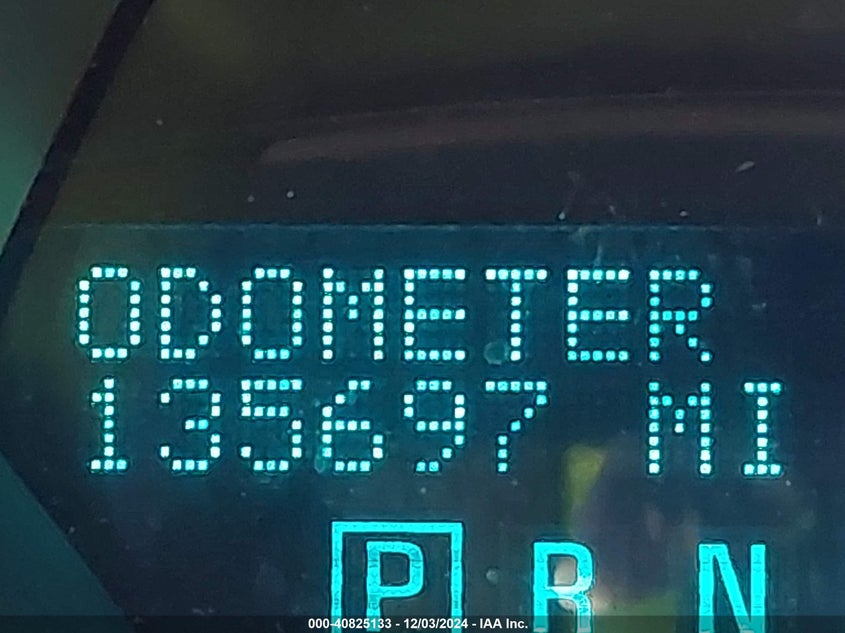 ODOMETER
135697 MI
P R N
000-40825133 - 12/03/2024 - IAA Inc.